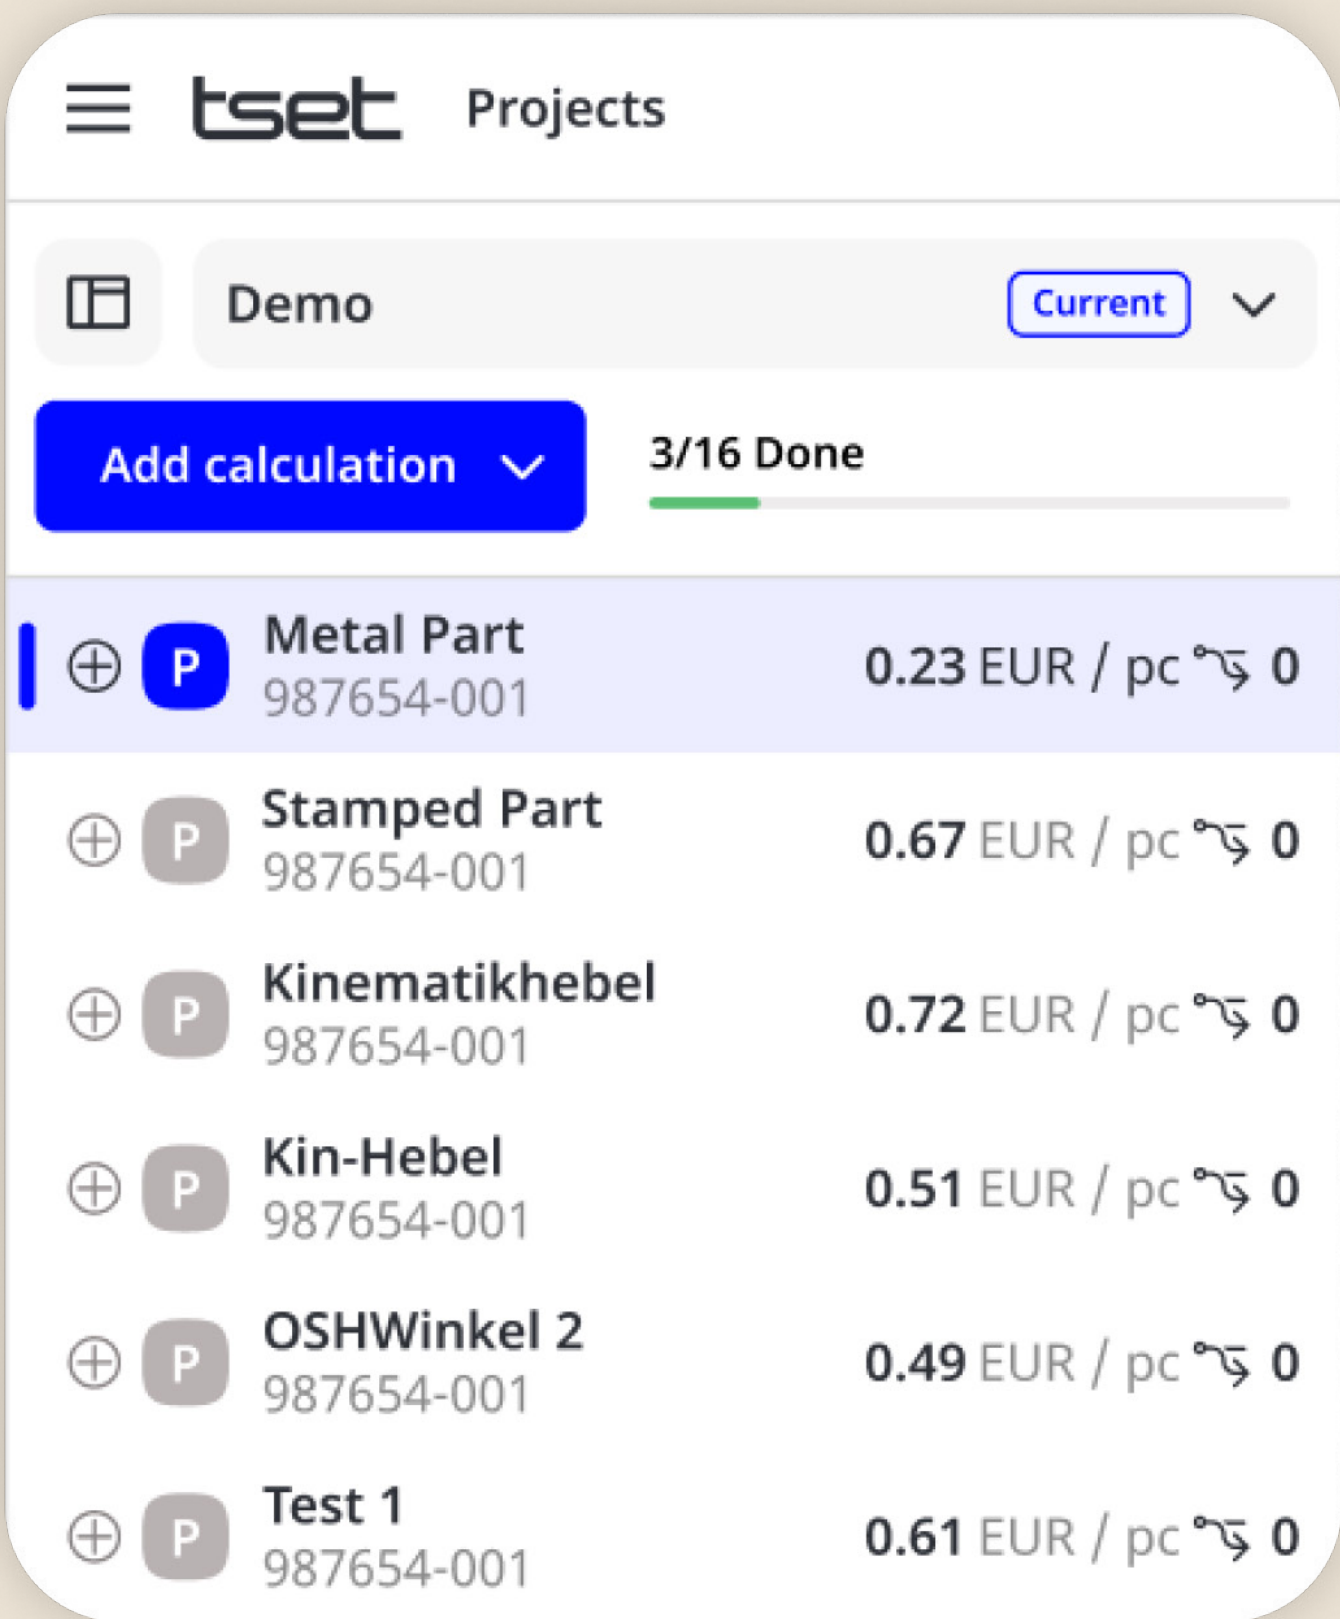 tset Projects
Demo Current
Add calculation 3/16 Done
P Metal Part 0.23 EUR / pc 0
987654-001
P Stamped Part 0.67 EUR / pc 0
987654-001
P Kinematikhebel 0.72 EUR / pc 0
987654-001
P Kin-Hebel 0.51 EUR / pc 0
987654-001
P OSHWinkel 2 0.49 EUR / pc 0
987654-001
P Test 1 0.61 EUR / pc 0
987654-001